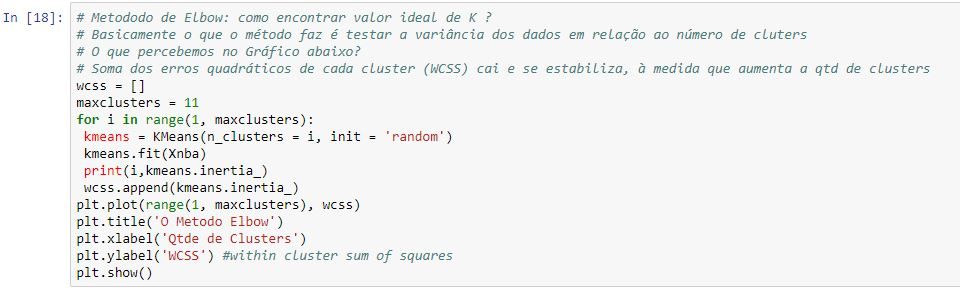 In [18]: # Metododo de Elbow: como encontrar valor ideal de K ?
# Basicamente o que o método faz é testar a variância dos dados em relação ao número de cluters
# O que percebemos no Gráfico abaixo?
# Soma dos erros quadráticos de cada cluster (WCSS) cai e se estabiliza, à medida que aumenta a qtd de clusters
wcss = []
maxclusters = 11
for i in range(1, maxclusters):
 kmeans = KMeans(n_clusters = i, init = 'random')
 kmeans.fit(Xnba)
 print(i,kmeans.inertia_)
 wcss.append(kmeans.inertia_)
plt.plot(range(1, maxclusters), wcss)
plt.title('O Metodo Elbow')
plt.xlabel('Qtde de Clusters')
plt.ylabel('WCSS') #within cluster sum of squares
plt.show()